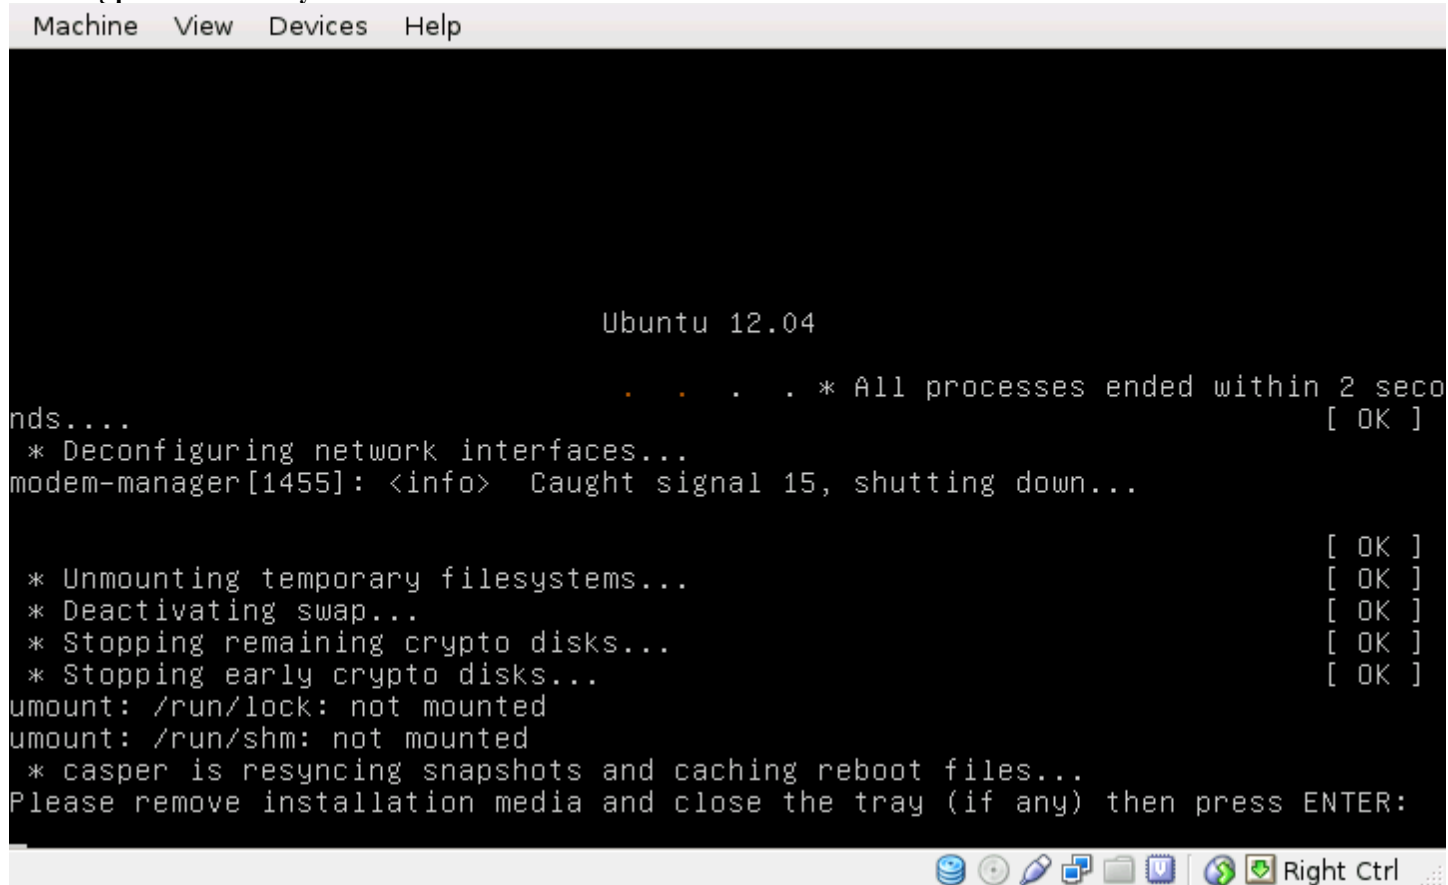 Machine View Devices Help
Ubuntu 12.04
. . . . * All processes ended within 2 seco
nds.... [ OK ]
* Deconfiguring network interfaces...
modem-manager[1455]: <info>  Caught signal 15, shutting down...
[ OK ]
* Unmounting temporary filesystems... [ OK ]
* Deactivating swap... [ OK ]
* Stopping remaining crypto disks... [ OK ]
* Stopping early crypto disks... [ OK ]
umount: /run/lock: not mounted
umount: /run/shm: not mounted
* casper is resyncing snapshots and caching reboot files...
Please remove installation media and close the tray (if any) then press ENTER:
Right Ctrl